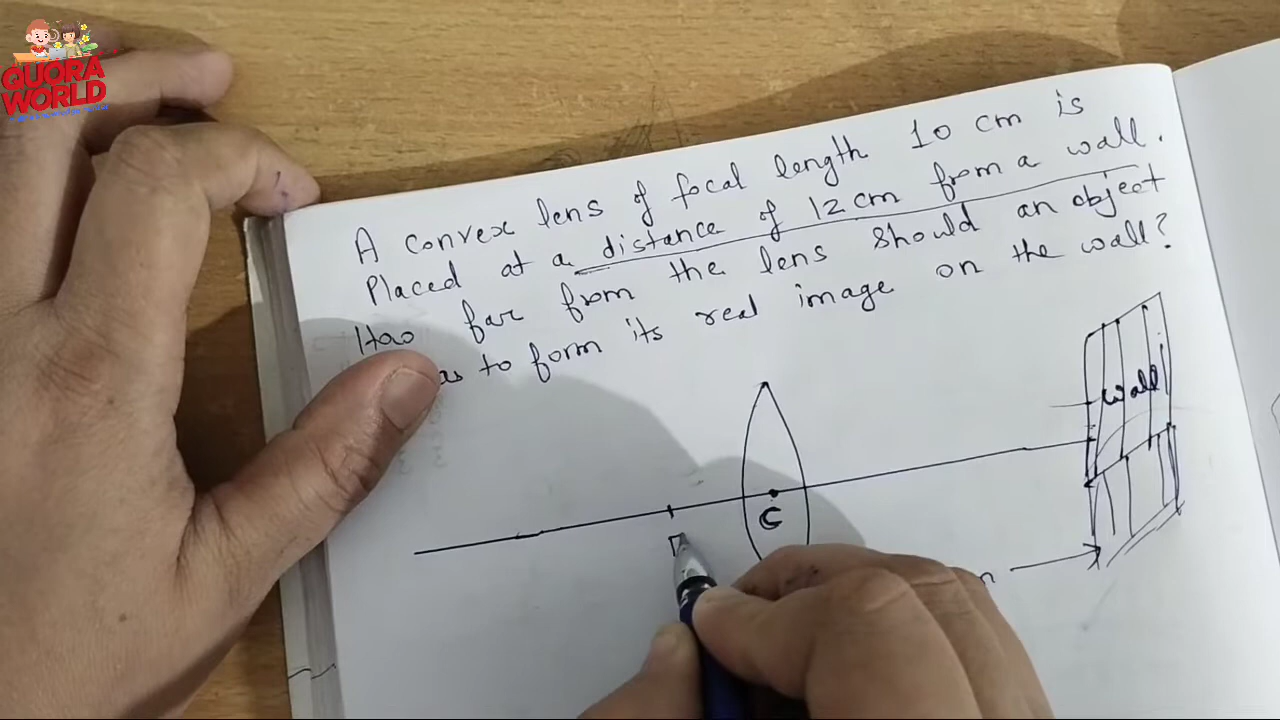 QUORA
WORLD
A convex lens of focal length 10 cm is
Placed at a distance of 12 cm from a wall.
How far from the lens should an object
as to form its real image on the wall?
wall
C